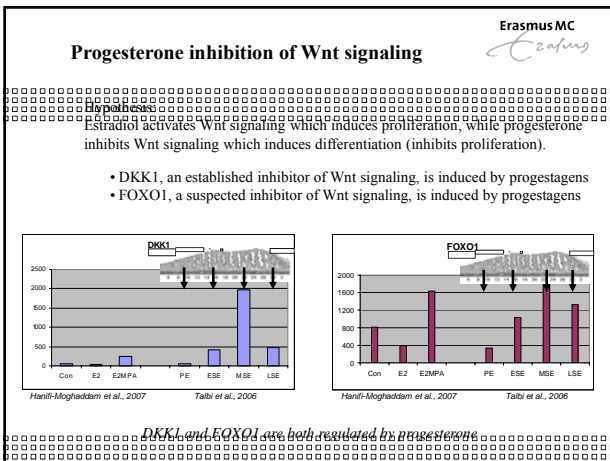 Erasmus MC
Erasmus
Progesterone inhibition of Wnt signaling
Hypothesis:
Estradiol activates Wnt signaling which induces proliferation, while progesterone
inhibits Wnt signaling which induces differentiation (inhibits proliferation).
• DKK1, an established inhibitor of Wnt signaling, is induced by progestagens
• FOXO1, a suspected inhibitor of Wnt signaling, is induced by progestagens
DKK1
2500
2000
1500
1000
500
0
Con E2 E2MPA PE ESE MSE LSE
Hanifi-Moghaddam et al., 2007 Talbi et al., 2006
FOXO1
2000
1600
1200
800
400
0
Con E2 E2MPA PE ESE MSE LSE
Hanifi-Moghaddam et al., 2007 Talbi et al., 2006
DKK1 and FOXO1 are both regulated by progesterone